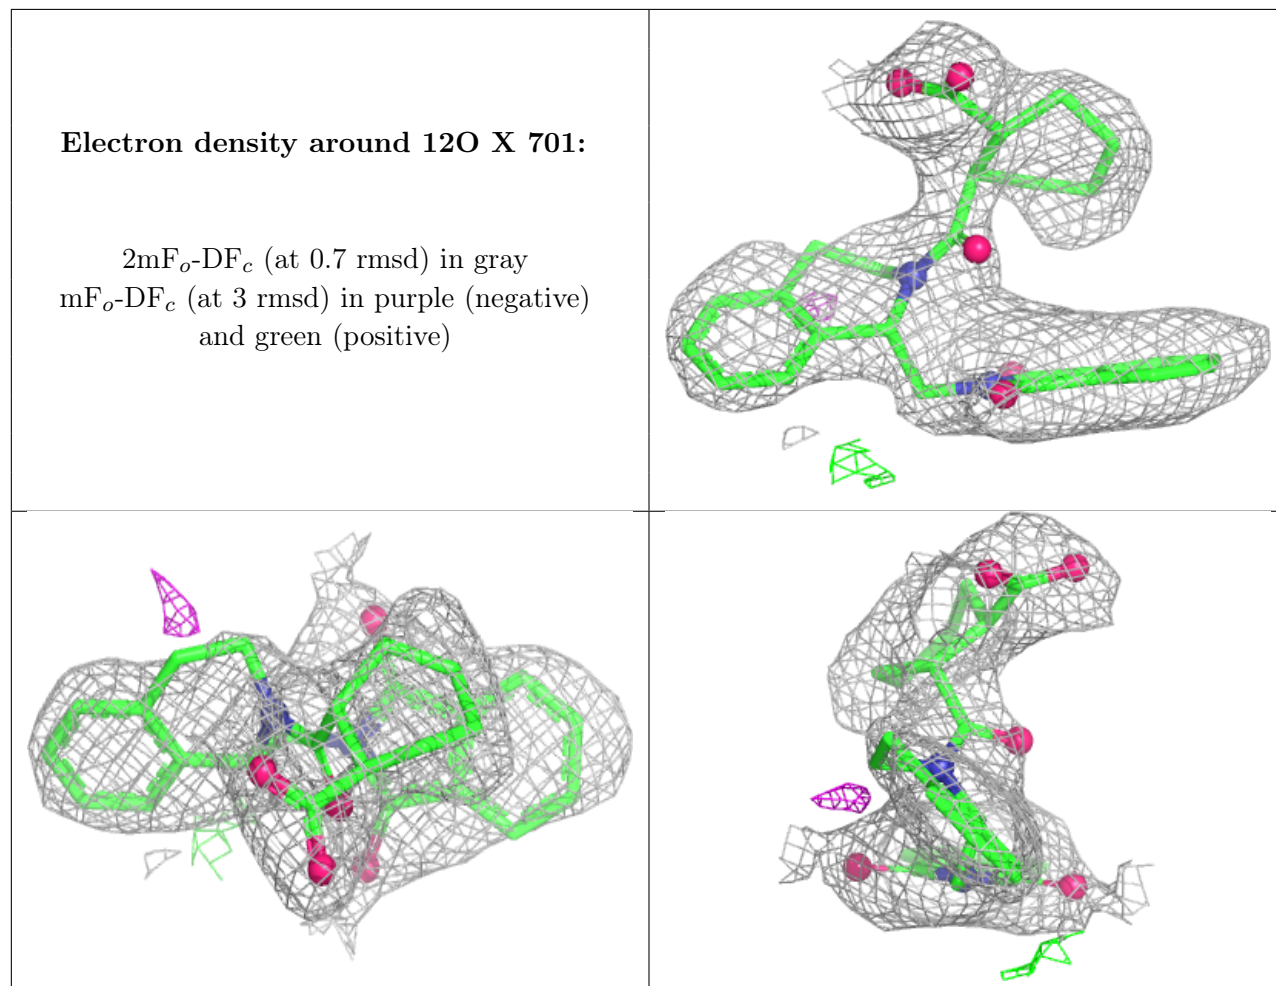 Electron density around 12O X 701:
2mFo-DFc (at 0.7 rmsd) in gray
mFo-DFc (at 3 rmsd) in purple (negative)
and green (positive)